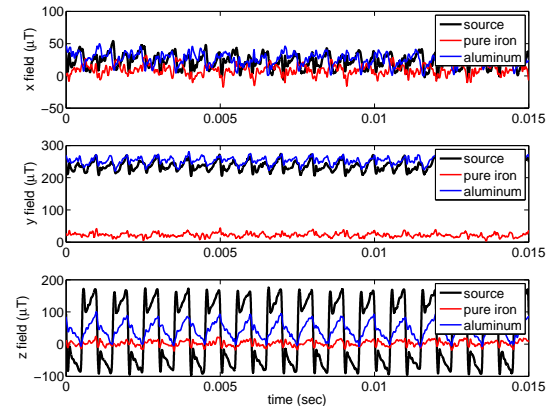 100
50
0
−50
x field (μT)
source
pure iron
aluminum
0
0.005
0.01
0.015
300
200
100
0
y field (μT)
source
pure iron
aluminum
0
0.005
0.01
0.015
200
100
0
−100
z field (μT)
source
pure iron
aluminum
0
0.005
0.01
0.015
time (sec)